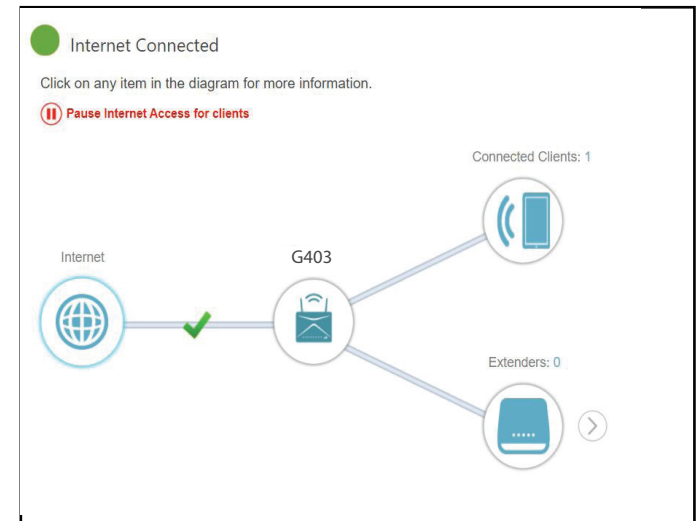 Internet Connected
Click on any item in the diagram for more information.
Pause Internet Access for clients
Connected Clients: 1
Internet
G403
Extenders: 0